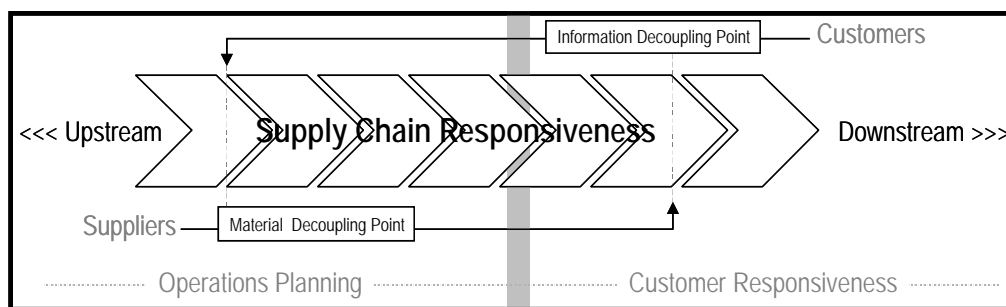 Information Decoupling Point
Customers
<<< Upstream
Supply Chain Responsiveness
Downstream >>>
Suppliers
Material Decoupling Point
Operations Planning
Customer Responsiveness